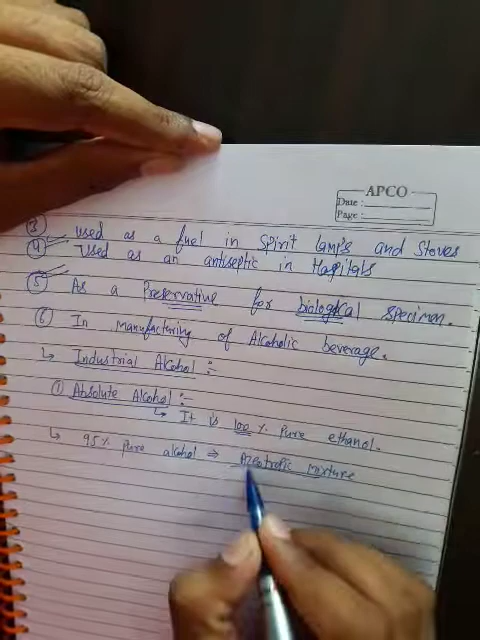 APCO
Date :
Page :
③ used as a fuel in Spirit lamps and Stoves
④ Used as an antiseptic in Hospitals
⑤ As a Preservative for biological specimen.
⑥ In manufacturing of Alcoholic beverage.
↳ Industrial Alcohol :-
① Absolute Alcohol :-
↳ It is 100 % Pure ethanol.
↳ 95% pure alcohol ⇒ Azeotrofic mixture